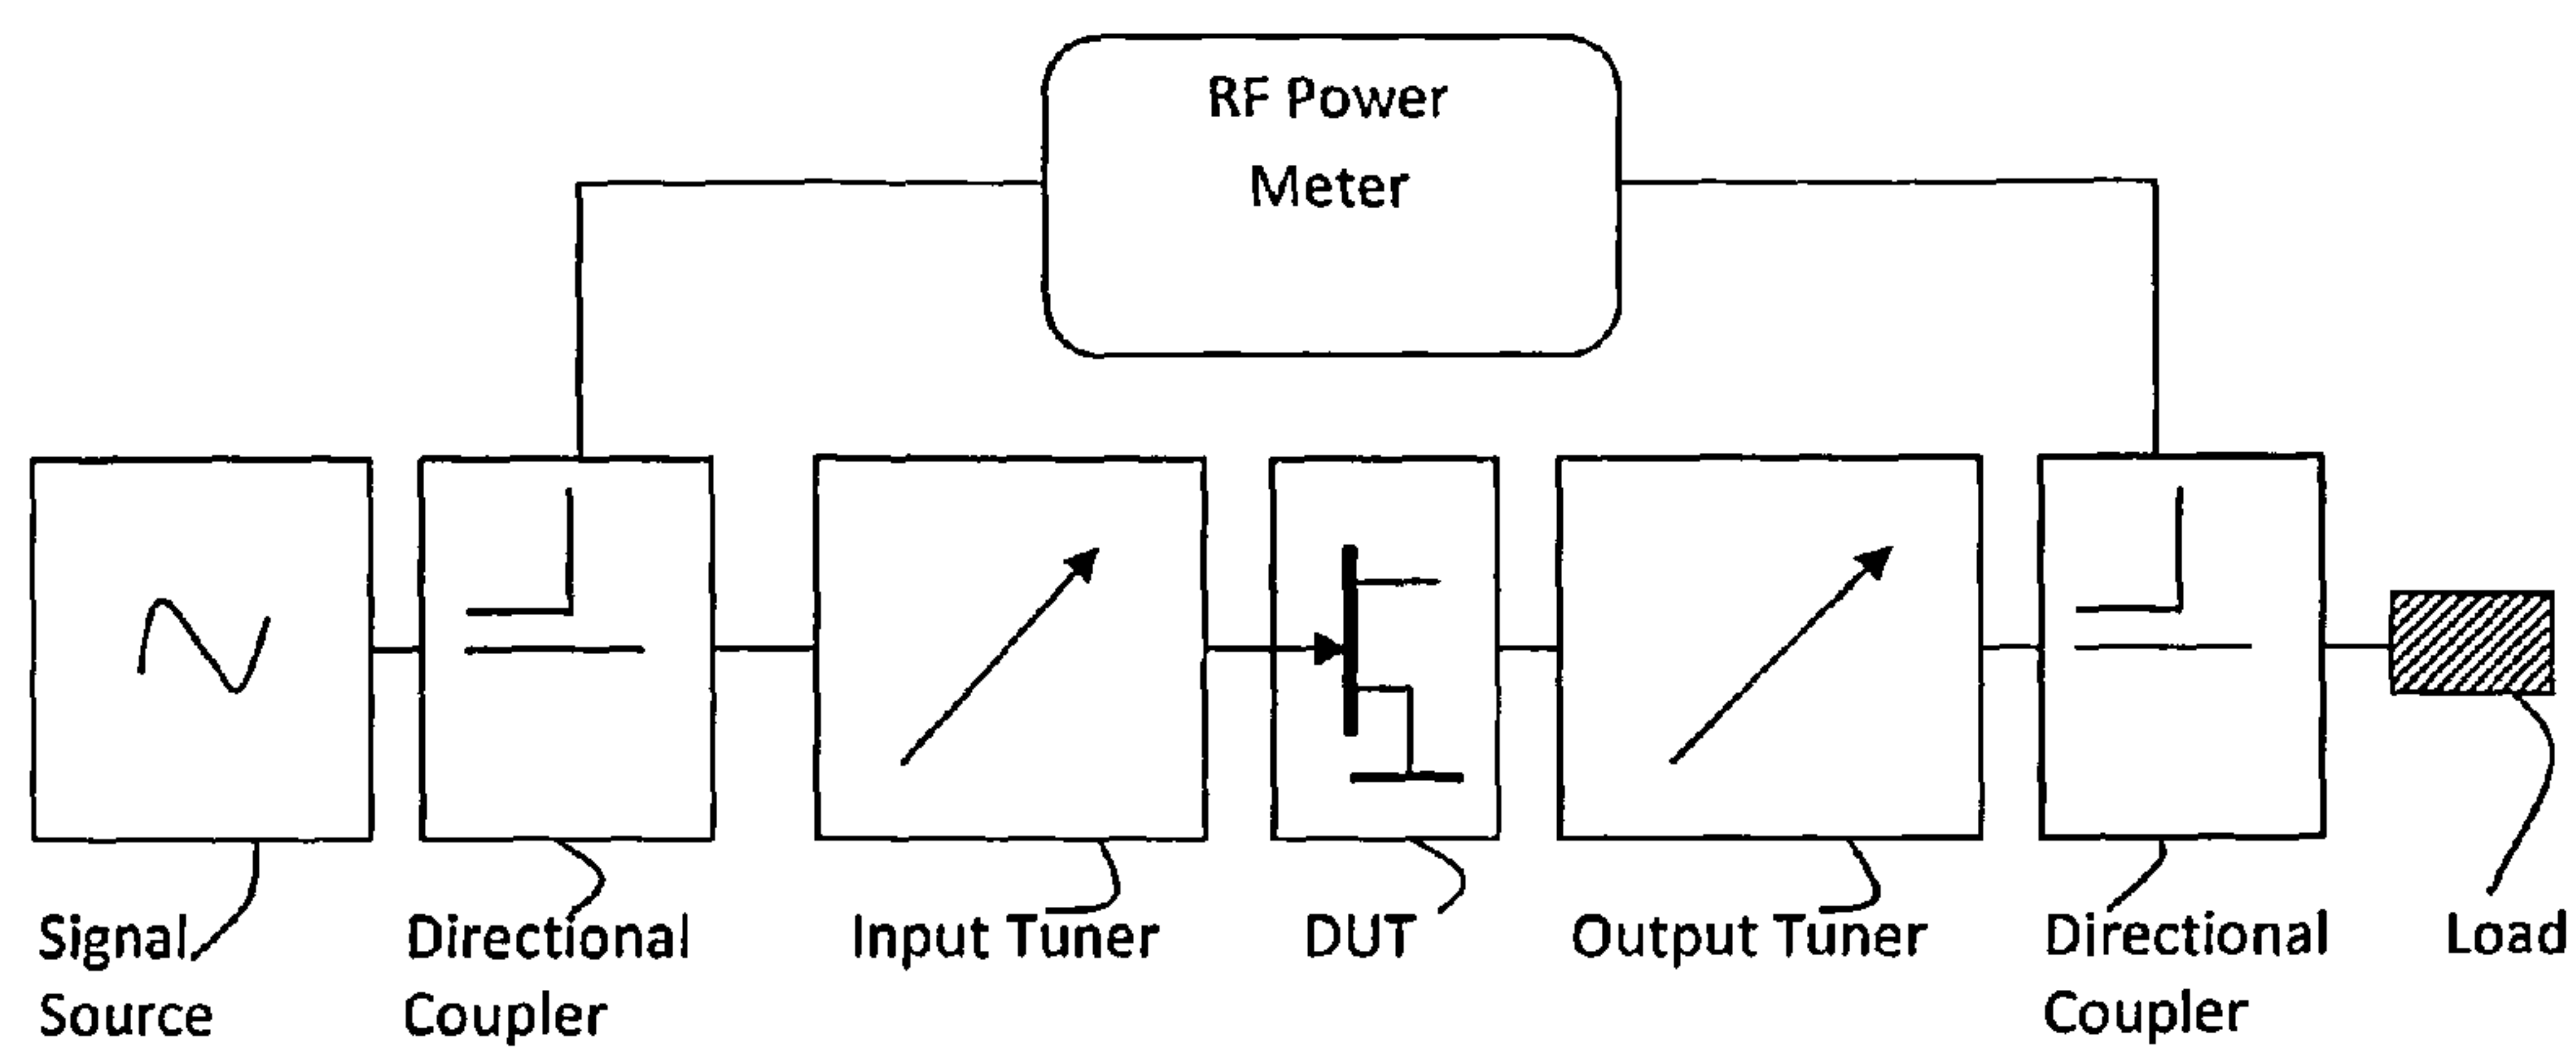 RF Power
Meter
Signal
Source
Directional
Coupler
Input Tuner
DUT
Output Tuner
Directional
Coupler
Load